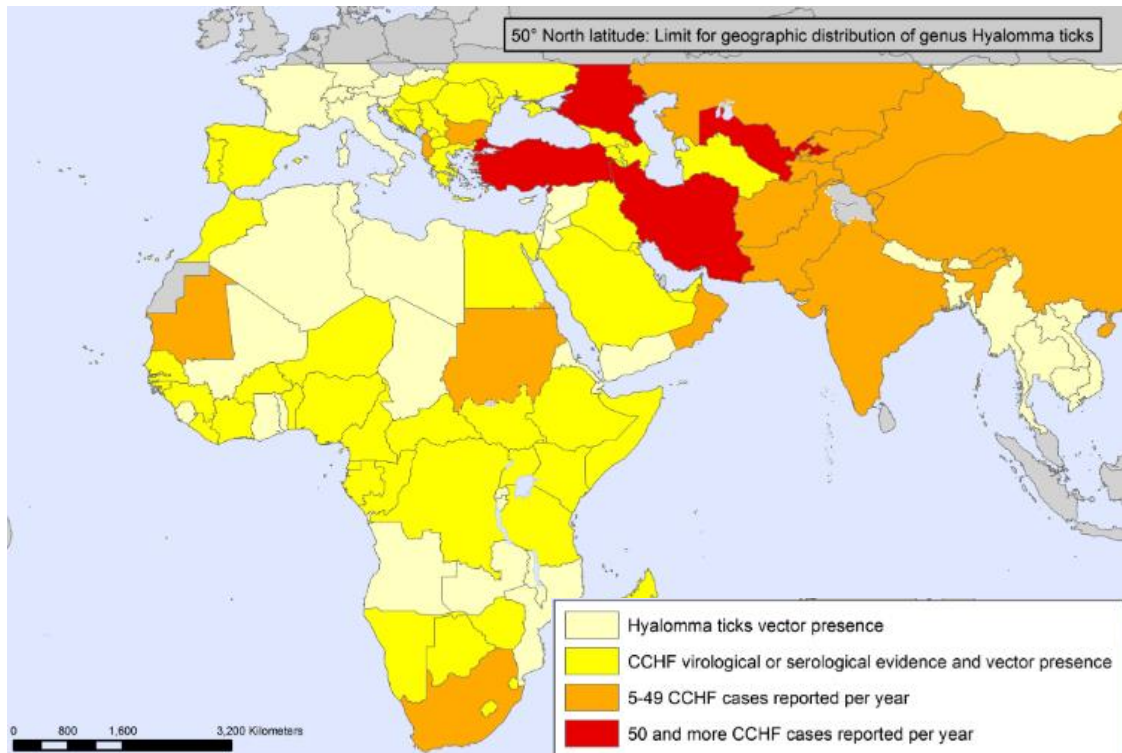 50° North latitude: Limit for geographic distribution of genus Hyalomma ticks
Hyalomma ticks vector presence
CCHF virological or serological evidence and vector presence
5-49 CCHF cases reported per year
50 and more CCHF cases reported per year
0 800 1,600 3,200 Kilometers